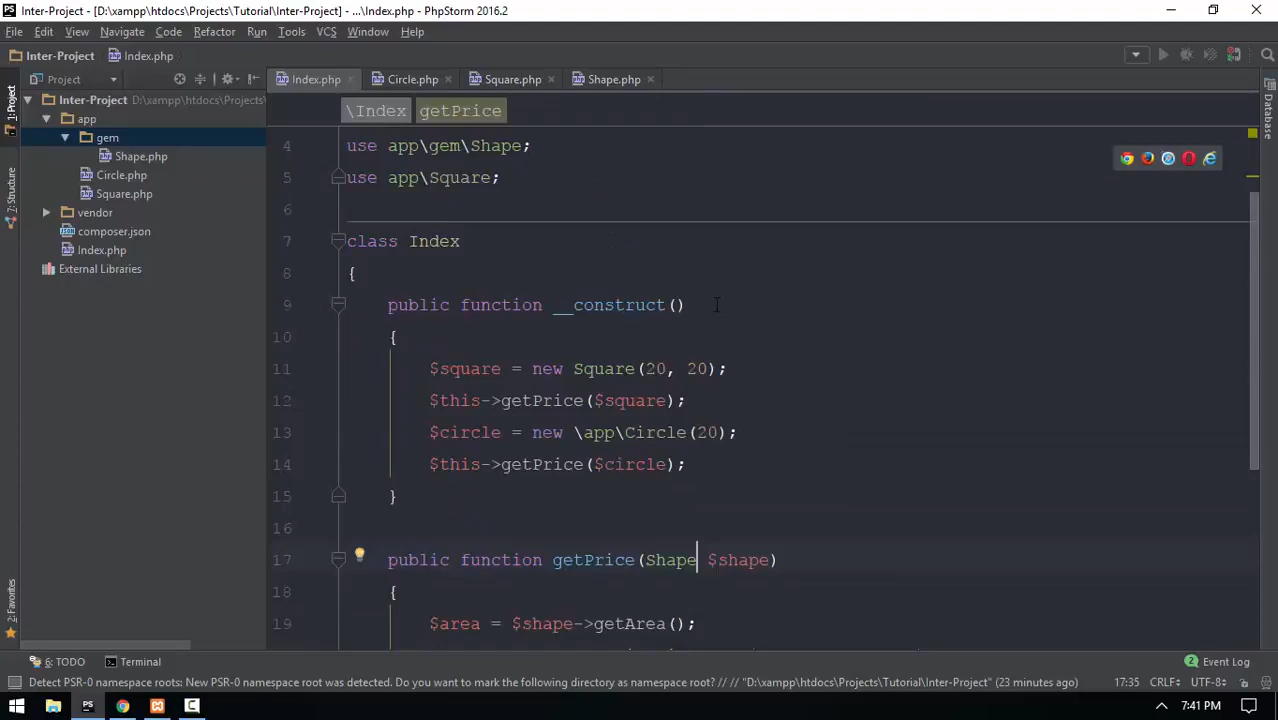 Inter-Project - [D:\xampp\htdocs\Projects\Tutorial\Inter-Project] - ...\Index.php - PhpStorm 2016.2
File Edit View Navigate Code Refactor Run Tools VCS Window Help
Inter-Project Index.php
Project
Index.php Circle.php Square.php Shape.php
1: Project
7: Structure
2: Favorites
Database
Inter-Project D:\xampp\htdocs\Projects
app
gem
Shape.php
Circle.php
Square.php
vendor
composer.json
Index.php
External Libraries
\Index getPrice
4 use app\gem\Shape;
5 use app\Square;
6
7 class Index
8 {
9 public function __construct()
10 {
11 $square = new Square(20, 20);
12 $this->getPrice($square);
13 $circle = new \app\Circle(20);
14 $this->getPrice($circle);
15 }
16
17 public function getPrice(Shape $shape)
18 {
19 $area = $shape->getArea();
6: TODO Terminal 2 Event Log
Detect PSR-0 namespace roots: New PSR-0 namespace root was detected. Do you want to mark the following directory as namespace root? // // "D:\xampp\htdocs\Projects\Tutorial\Inter-Project" (23 minutes ago) 17:35 CRLF÷ UTF-8÷
7:41 PM